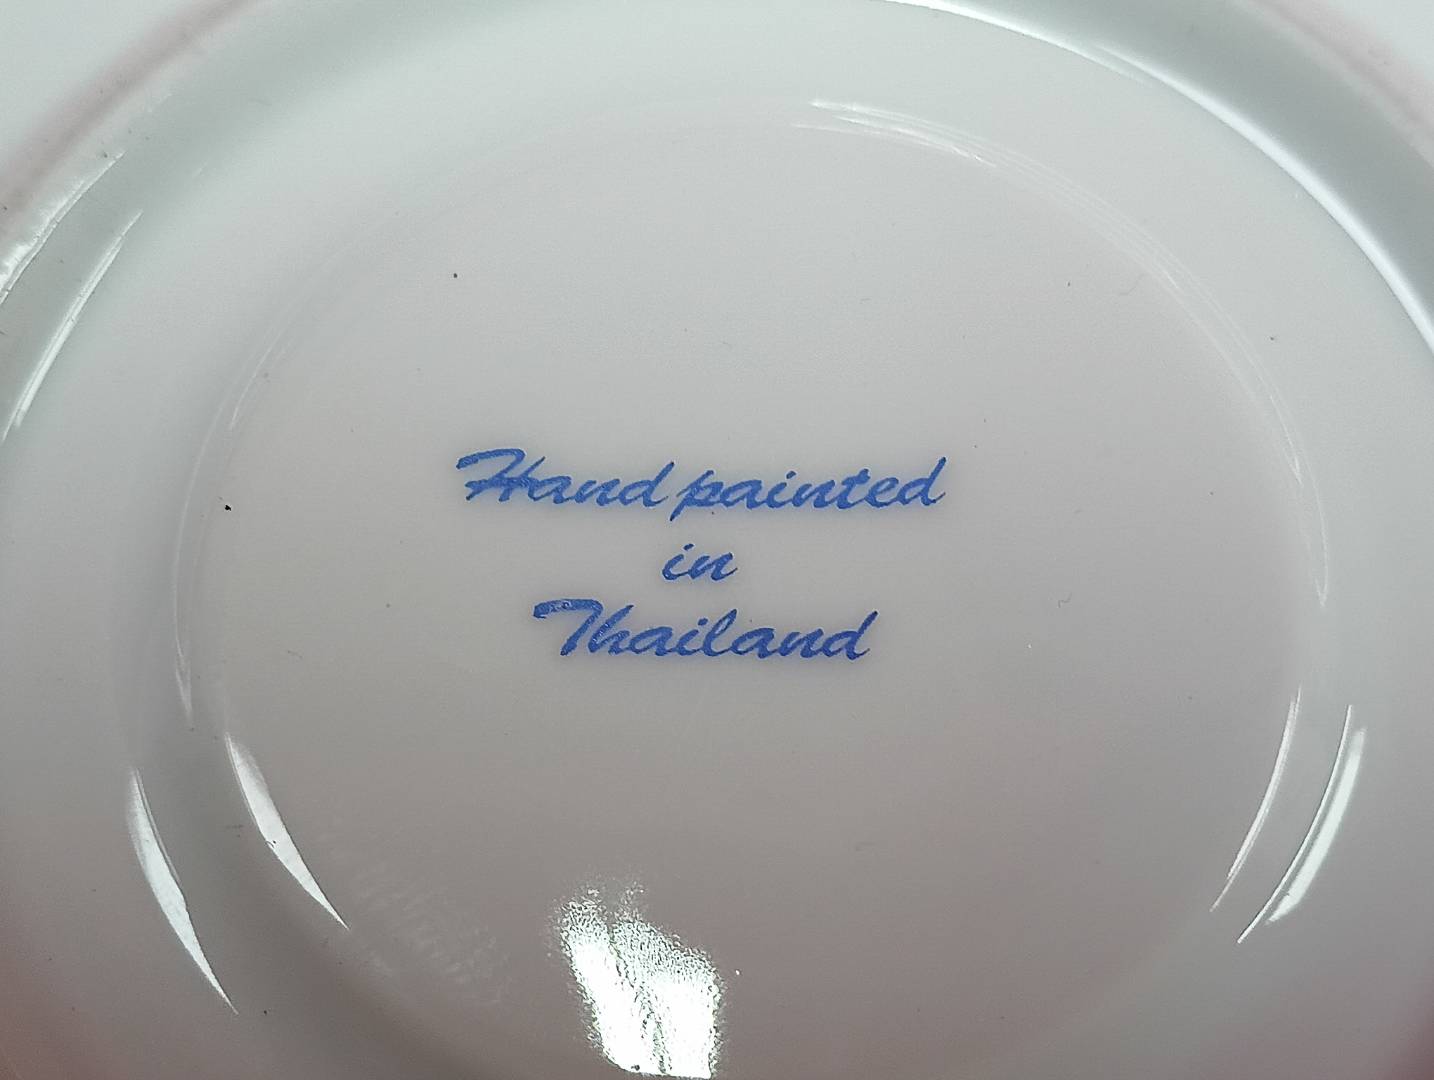 Hand painted
in
Thailand